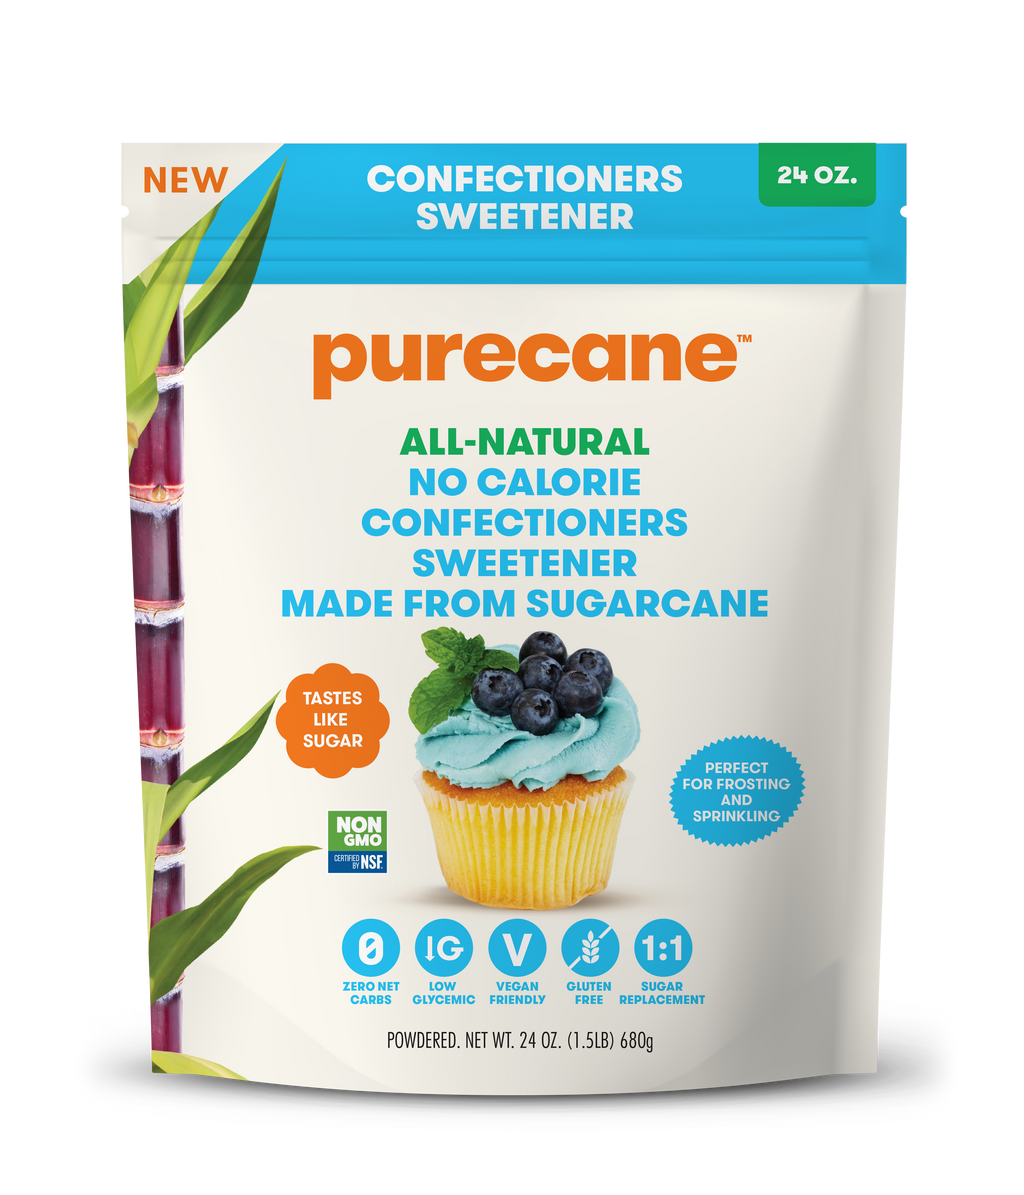 NEW
CONFECTIONERS
SWEETENER
24 OZ.
purecane™
ALL-NATURAL
NO CALORIE
CONFECTIONERS
SWEETENER
MADE FROM SUGARCANE
TASTES
LIKE
SUGAR
PERFECT
FOR FROSTING
AND
SPRINKLING
NON
GMO
CERTIFIED
BY NSF.
0
ZERO NET
CARBS
↓G
LOW
GLYCEMIC
V
VEGAN
FRIENDLY
GLUTEN
FREE
1:1
SUGAR
REPLACEMENT
POWDERED. NET WT. 24 OZ. (1.5LB) 680g